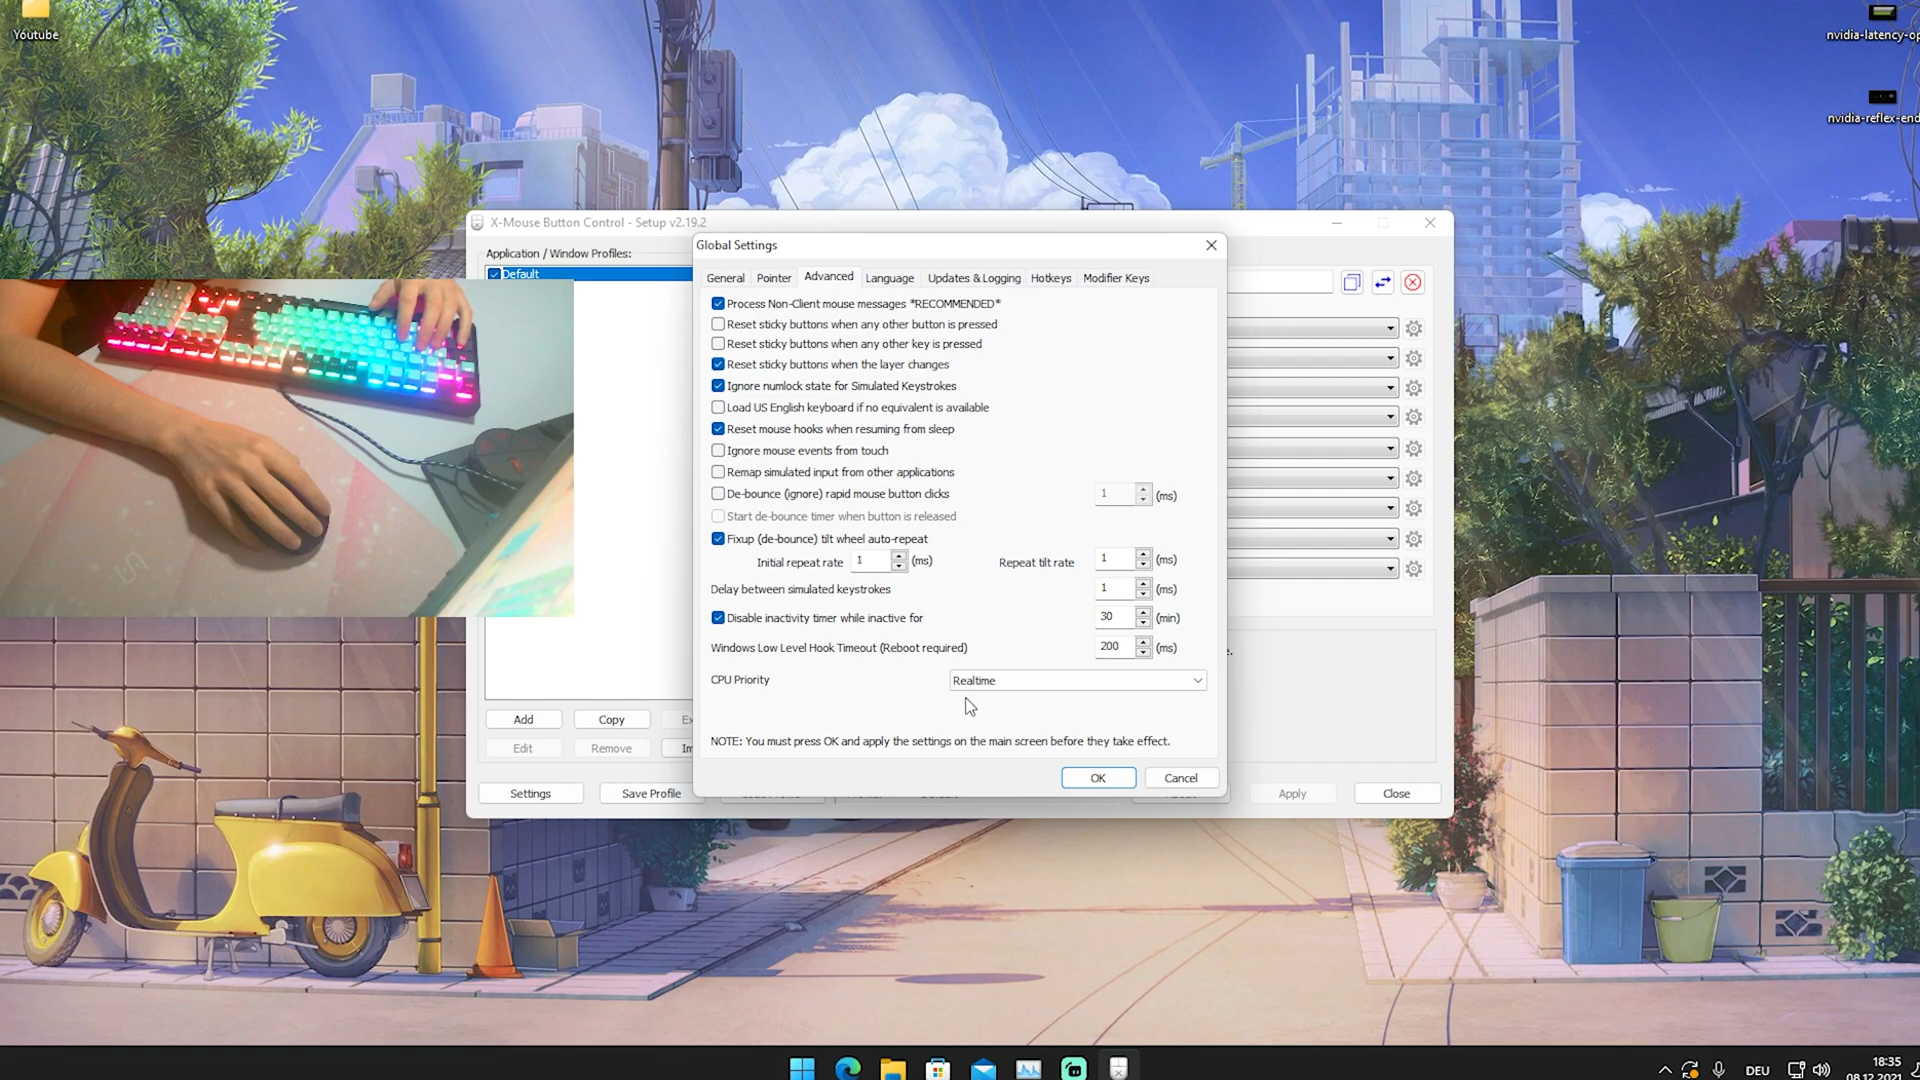 Youtube
nvidia-latency-op
nvidia-reflex-end
X-Mouse Button Control - Setup v2.19.2
Application / Window Profiles:
Default
Global Settings
General
Pointer
Advanced
Language
Updates & Logging
Hotkeys
Modifier Keys
Process Non-Client mouse messages *RECOMMENDED*
Reset sticky buttons when any other button is pressed
Reset sticky buttons when any other key is pressed
Reset sticky buttons when the layer changes
Ignore numlock state for Simulated Keystrokes
Load US English keyboard if no equivalent is available
Reset mouse hooks when resuming from sleep
Ignore mouse events from touch
Remap simulated input from other applications
De-bounce (ignore) rapid mouse button clicks 1 (ms)
Start de-bounce timer when button is released
Fixup (de-bounce) tilt wheel auto-repeat
Initial repeat rate 1 (ms) Repeat tilt rate 1 (ms)
Delay between simulated keystrokes 1 (ms)
Disable inactivity timer while inactive for 30 (min)
Windows Low Level Hook Timeout (Reboot required) 200 (ms)
CPU Priority Realtime
NOTE: You must press OK and apply the settings on the main screen before they take effect.
OK
Cancel
Add
Copy
Ex
Edit
Remove
Im
Settings
Save Profile
Apply
Close
DEU
18:35
08.12.2021